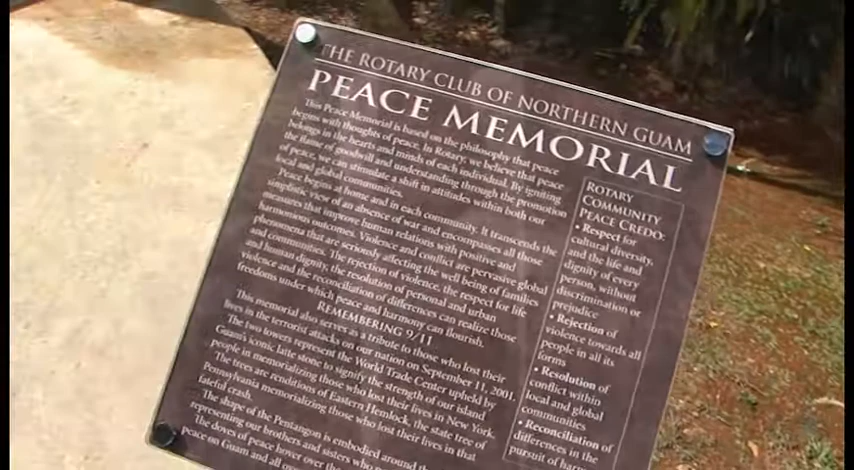 THE ROTARY CLUB OF NORTHERN GUAM
PEACE MEMORIAL
This Peace Memorial is based on the philosophy that peace
begins with thoughts of peace. In Rotary, we believe that peace
belongs in the hearts and minds of each individual. By igniting
the flame of goodwill and understanding through the promotion
of peace, we can stimulate a shift in attitudes within both our
local and global communities.
Peace begins at home and in each community. It transcends the
simplistic view of an absence of war and encompasses all those
measures that improve human relations with positive and
harmonious outcomes. Violence and conflict are pervasive global
phenomena that are seriously affecting the well being of families
and communities. The rejection of violence, the respect for life
and human dignity, the resolution of personal and urban
violence and the reconciliation of differences can realize those
freedoms under which peace and harmony can flourish.
REMEMBERING 9/11
This memorial also serves as a tribute to those who lost their
lives in the terrorist attacks on our nation on September 11, 2001.
The two towers represent the World Trade Center upheld by
Guam's iconic latte stone to signify the strength of our island
people in memorializing those who lost their lives in New York.
The trees are renditions of Eastern Hemlock, the state tree of
Pennsylvania memorializing those who lost their lives in that
fateful crash.
The shape of the Pentagon is embodied around the
representing our brothers and sisters who
The doves of peace hover over the
peace on Guam and all over
ROTARY
COMMUNITY
PEACE CREDO:
• Respect for
cultural diversity,
and the life and
dignity of every
person, without
discrimination or
prejudice
• Rejection of
violence towards all
people in all its
forms
• Resolution of
conflict within
local and global
communities
• Reconciliation of
differences in the
pursuit of